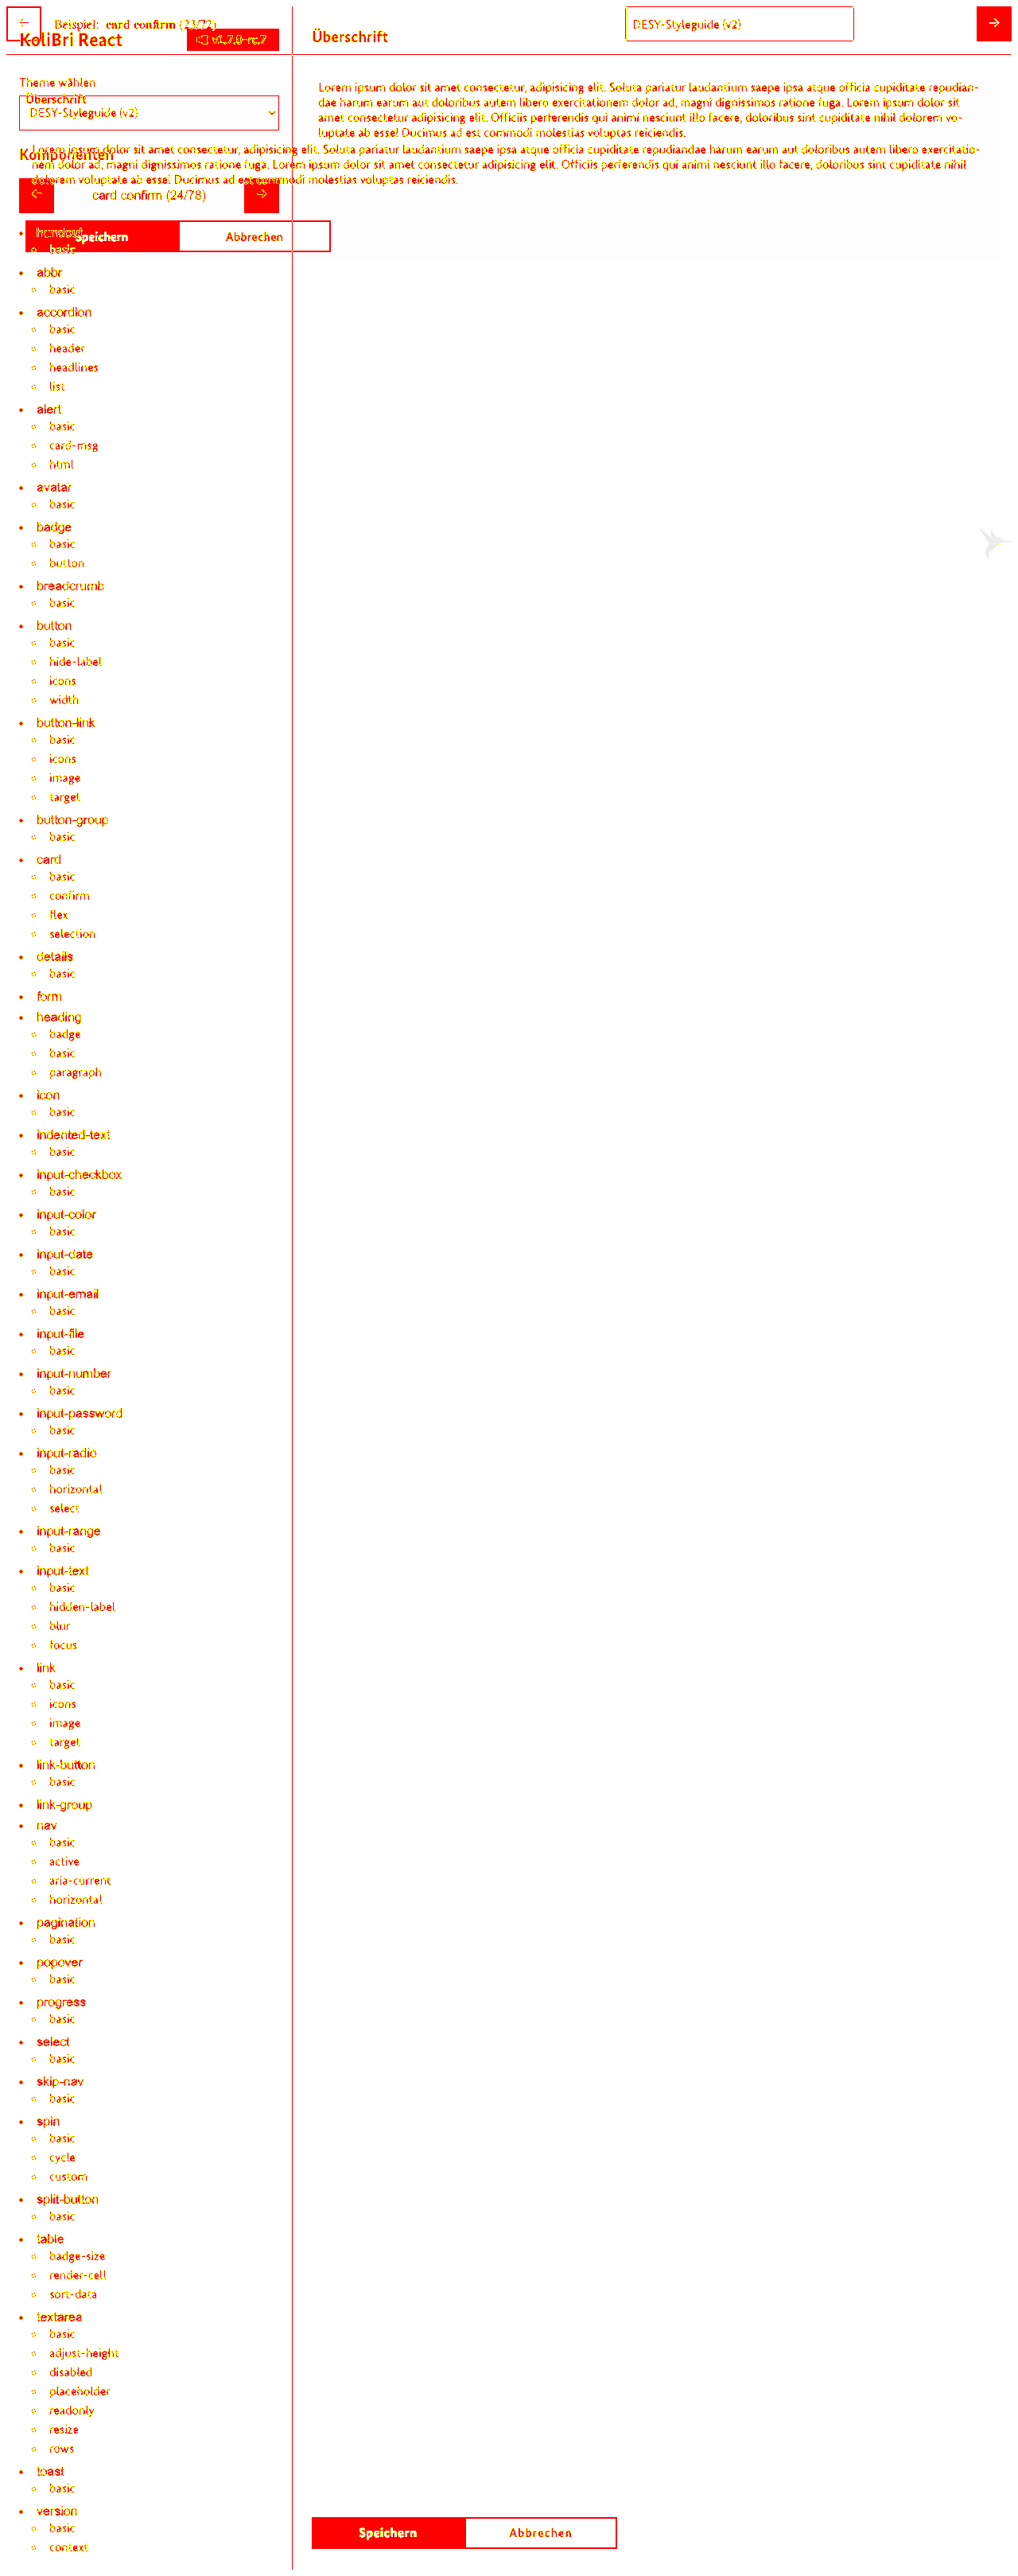 Beispiel: card confirm (23/72)
KoliBri React
v1.7.0-rc.7
Überschrift
DESY-Styleguide (v2)
Theme wählen
Überschrift
DESY-Styleguide (v2)
Lorem ipsum dolor sit amet consectetur, adipisicing elit. Soluta pariatur laudantium saepe ipsa atque officia cupiditate repudian-
dae harum earum aut doloribus autem libero exercitationem dolor ad, magni dignissimos ratione fuga. Lorem ipsum dolor sit
amet consectetur adipisicing elit. Officiis perferendis qui animi nesciunt illo facere, doloribus sint cupiditate nihil dolorem vo-
luptate ab esse! Ducimus ad est commodi molestias voluptas reiciendis.
Komponenten
Lorem ipsum dolor sit amet consectetur, adipisicing elit. Soluta pariatur laudantium saepe ipsa atque officia cupiditate repudiandae harum earum aut doloribus autem libero exercitatio-
nem dolor ad, magni dignissimos ratione fuga. Lorem ipsum dolor sit amet consectetur adipisicing elit. Officiis perferendis qui animi nesciunt illo facere, doloribus sint cupiditate nihil
dolorem voluptate ab esse! Ducimus ad est commodi molestias voluptas reiciendis.
card confirm (24/78)
Speichern
Abbrechen
basic
abbr
basic
accordion
basic
header
headlines
list
alert
basic
card-msg
html
avatar
basic
badge
basic
button
breadcrumb
basic
button
basic
hide-label
icons
width
button-link
basic
icons
image
target
button-group
basic
card
basic
confirm
flex
selection
details
basic
form
heading
badge
basic
paragraph
icon
basic
indented-text
basic
input-checkbox
basic
input-color
basic
input-date
basic
input-email
basic
input-file
basic
input-number
basic
input-password
basic
input-radio
basic
horizontal
select
input-range
basic
input-text
basic
hidden-label
blur
focus
link
basic
icons
image
target
link-button
basic
link-group
nav
basic
active
aria-current
horizontal
pagination
basic
popover
basic
progress
basic
select
basic
skip-nav
basic
spin
basic
cycle
custom
split-button
basic
table
badge-size
render-cell
sort-data
textarea
basic
adjust-height
disabled
placeholder
readonly
resize
rows
toast
basic
version
basic
context
Speichern
Abbrechen